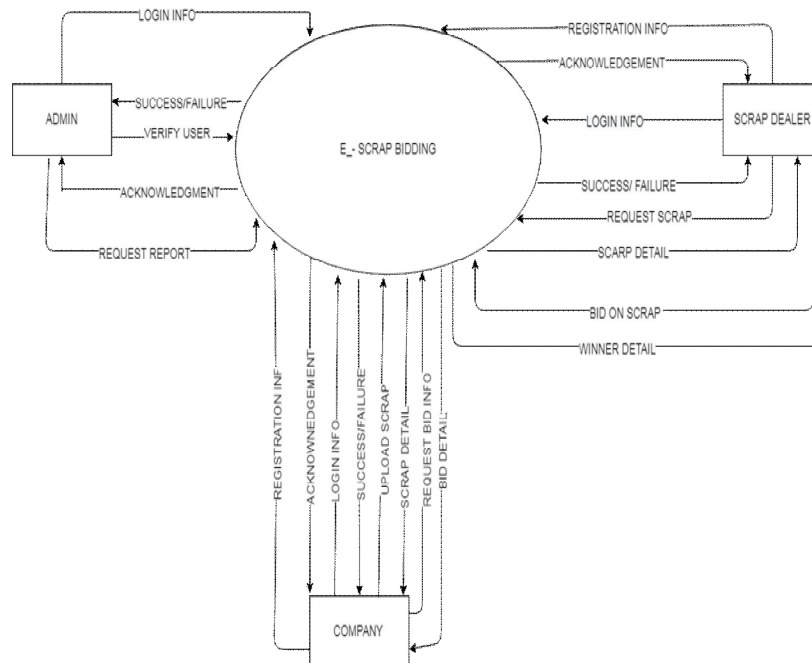 LOGIN INFO
REGISTRATION INFO
ACKNOWLEDGEMENT
SUCCESS/FAILURE
ADMIN
VERIFY USER
LOGIN INFO
SCRAP DEALER
E_- SCRAP BIDDING
ACKNOWLEDGMENT
SUCCESS/ FAILURE
REQUEST SCRAP
REQUEST REPORT
SCARP DETAIL
BID ON SCRAP
WINNER DETAIL
REGISTRATION INF
ACKNOWNEDGEMENT
LOGIN INFO
SUCCESS/FAILURE
UPLOAD SCRAP
SCRAP DETAIL
REQUEST BID INFO
BID DETAIL
COMPANY